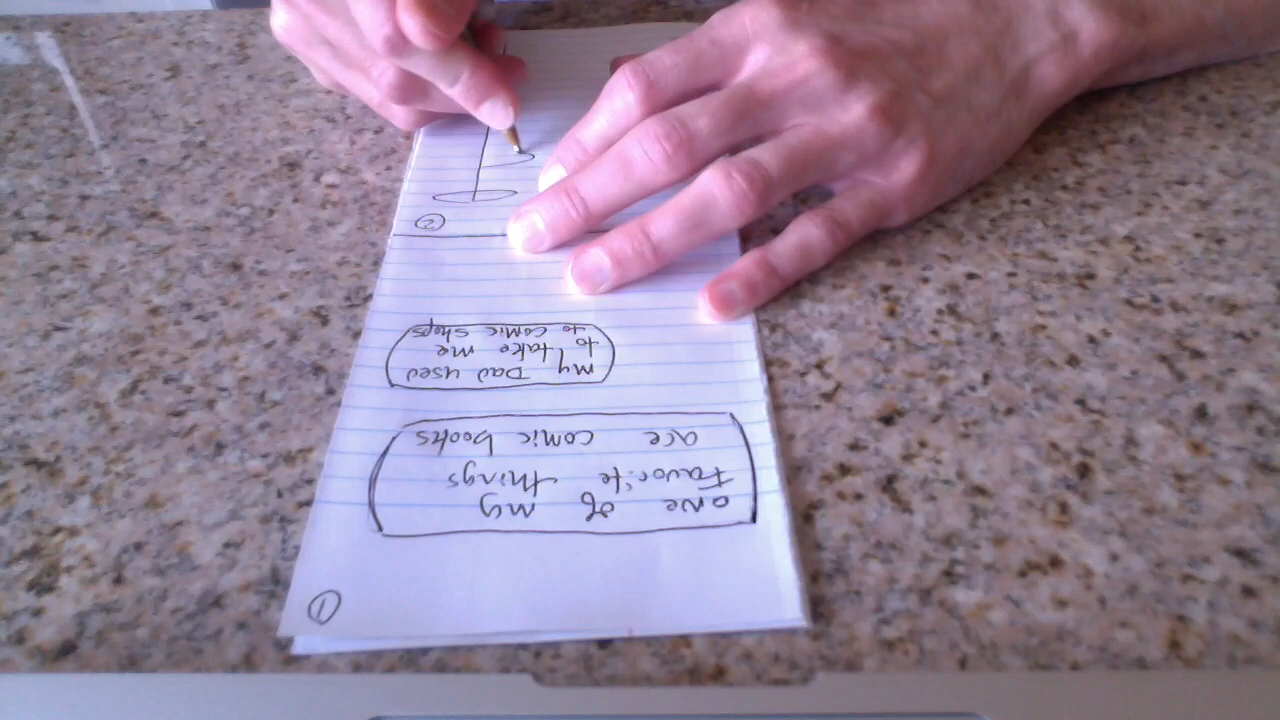 1
one of my
favorite things
are comic books
my Dad used
to take me
to comic shops
2